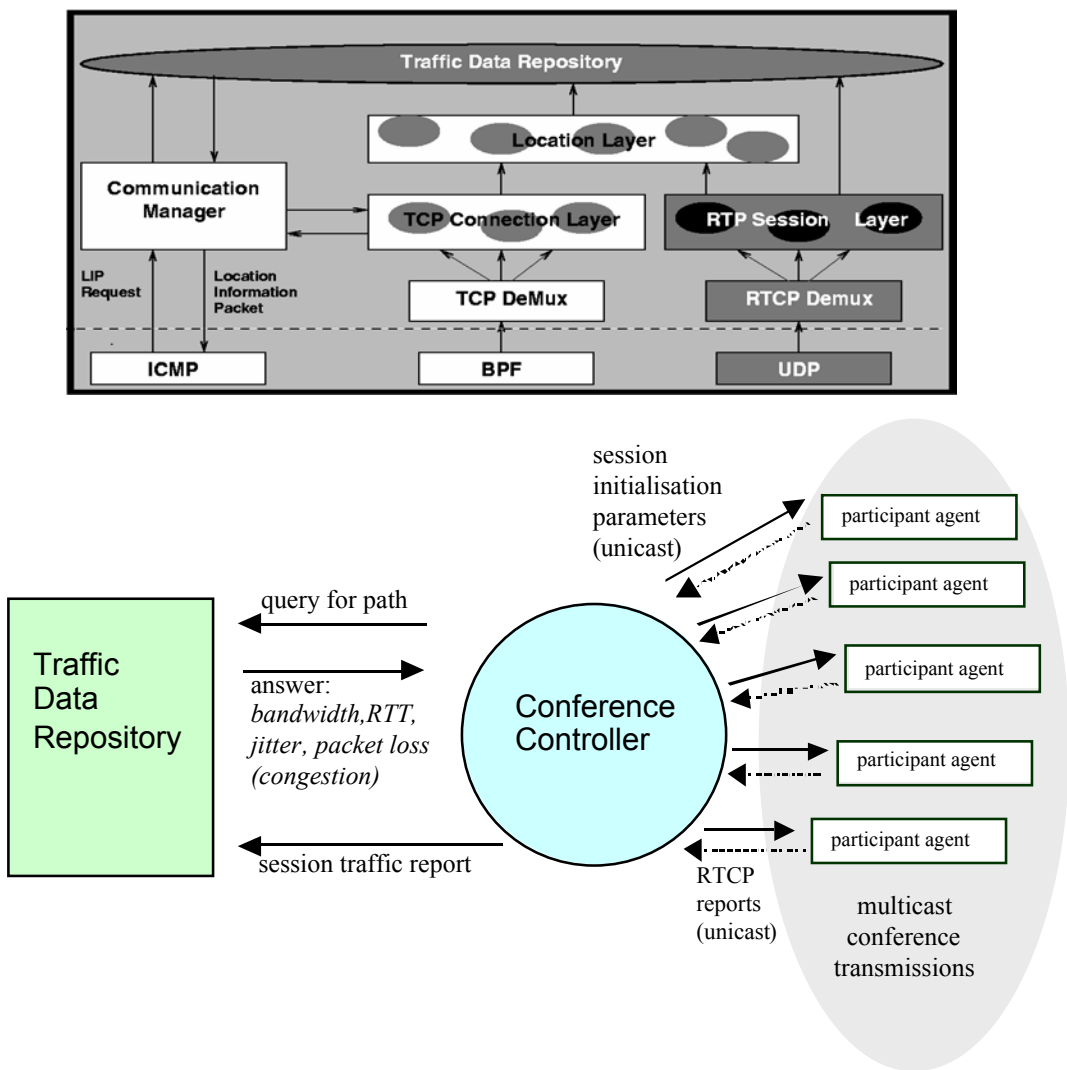 Traffic Data Repository
Location Layer
Communication
Manager
TCP Connection Layer
RTP Session Layer
LIP
Request
Location
Information
Packet
TCP DeMux
RTCP Demux
ICMP
BPF
UDP
session
initialisation
parameters
(unicast)
participant agent
participant agent
participant agent
participant agent
participant agent
query for path
Traffic
Data
Repository
answer:
bandwidth,RTT,
jitter, packet loss
(congestion)
Conference
Controller
session traffic report
RTCP
reports
(unicast)
multicast
conference
transmissions